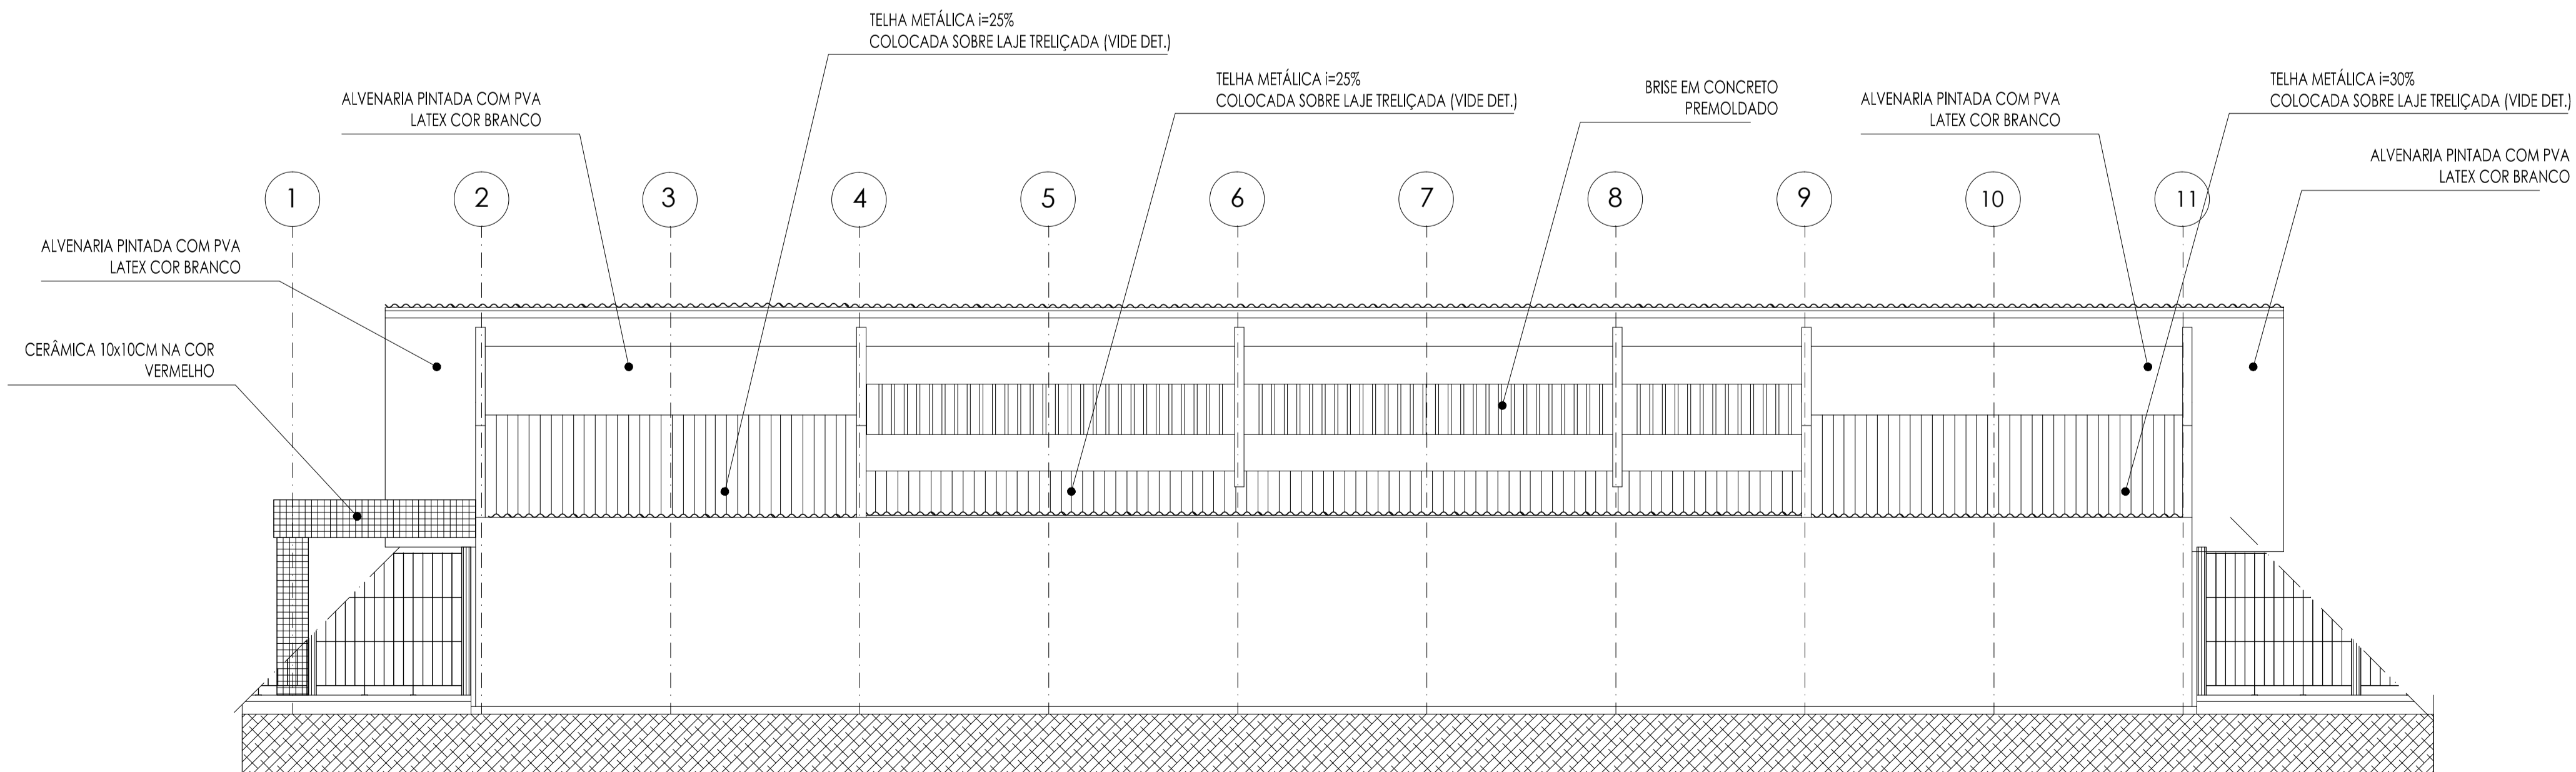 TELHA METÁLICA i=25%
COLOCADA SOBRE LAJE TRELIÇADA (VIDE DET.)
TELHA METÁLICA i=25%
COLOCADA SOBRE LAJE TRELIÇADA (VIDE DET.)
BRISE EM CONCRETO
PREMOLDADO
TELHA METÁLICA i=30%
COLOCADA SOBRE LAJE TRELIÇADA (VIDE DET.)
ALVENARIA PINTADA COM PVA
LATEX COR BRANCO
ALVENARIA PINTADA COM PVA
LATEX COR BRANCO
ALVENARIA PINTADA COM PVA
LATEX COR BRANCO
1
2
3
4
5
6
7
8
9
10
11
ALVENARIA PINTADA COM PVA
LATEX COR BRANCO
CERÂMICA 10x10CM NA COR
VERMELHO